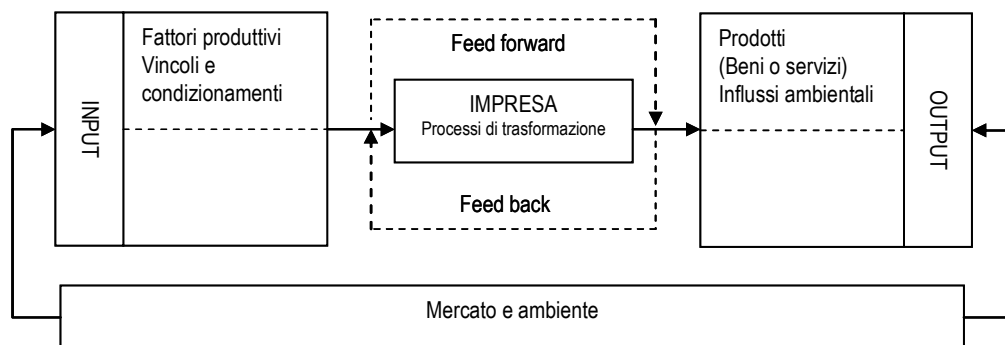 INPUT
Fattori produttivi
Vincoli e
condizionamenti
Feed forward
IMPRESA
Processi di trasformazione
Feed back
Prodotti
(Beni o servizi)
Influssi ambientali
OUTPUT
Mercato e ambiente